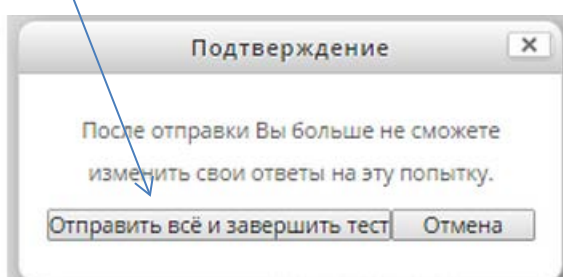 Подтверждение
После отправки Вы больше не сможете
изменить свои ответы на эту попытку.
Отправить всё и завершить тест Отмена